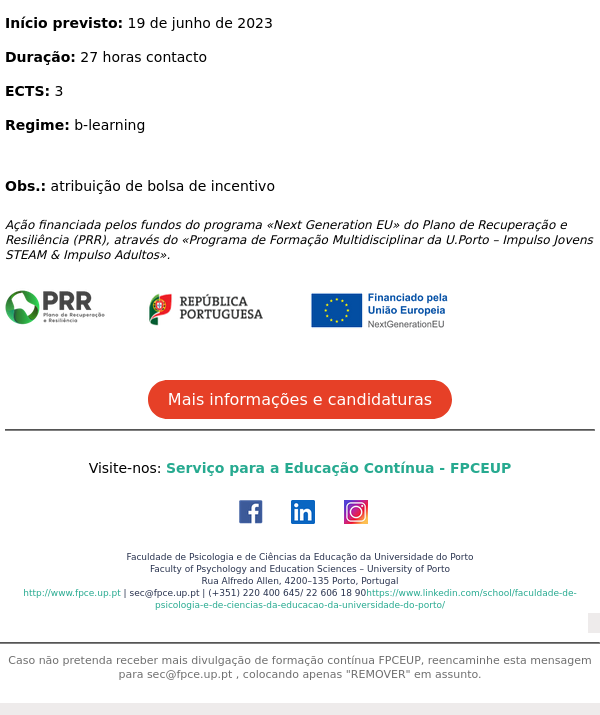 Início previsto: 19 de junho de 2023
Duração: 27 horas contacto
ECTS: 3
Regime: b-learning
Obs.: atribuição de bolsa de incentivo
Ação financiada pelos fundos do programa «Next Generation EU» do Plano de Recuperação e
Resiliência (PRR), através do «Programa de Formação Multidisciplinar da U.Porto – Impulso Jovens
STEAM & Impulso Adultos».
PRR
Plano de Recuperação
e Resiliência
REPÚBLICA
PORTUGUESA
Financiado pela
União Europeia
NextGenerationEU
Mais informações e candidaturas
Visite-nos: Serviço para a Educação Contínua - FPCEUP
Faculdade de Psicologia e de Ciências da Educação da Universidade do Porto
Faculty of Psychology and Education Sciences – University of Porto
Rua Alfredo Allen, 4200–135 Porto, Portugal
http://www.fpce.up.pt | sec@fpce.up.pt | (+351) 220 400 645/ 22 606 18 90https://www.linkedin.com/school/faculdade-de-
psicologia-e-de-ciencias-da-educacao-da-universidade-do-porto/
Caso não pretenda receber mais divulgação de formação contínua FPCEUP, reencaminhe esta mensagem
para sec@fpce.up.pt , colocando apenas "REMOVER" em assunto.